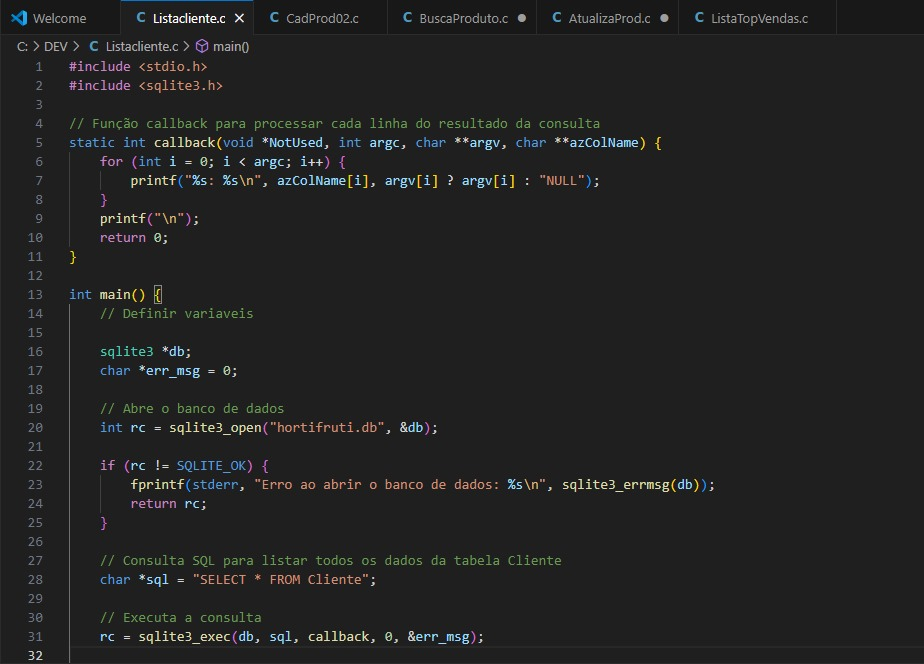 Welcome
C Listacliente.c ×
C CadProd02.c
C BuscaProduto.c ●
C AtualizaProd.c ●
C ListaTopVendas.c
C: > DEV > C Listacliente.c > main()
1 #include <stdio.h>
2 #include <sqlite3.h>
3
4 // Função callback para processar cada linha do resultado da consulta
5 static int callback(void *NotUsed, int argc, char **argv, char **azColName) {
6     for (int i = 0; i < argc; i++) {
7         printf("%s: %s\n", azColName[i], argv[i] ? argv[i] : "NULL");
8     }
9     printf("\n");
10     return 0;
11 }
12
13 int main() {
14     // Definir variaveis
15
16     sqlite3 *db;
17     char *err_msg = 0;
18
19     // Abre o banco de dados
20     int rc = sqlite3_open("hortifruti.db", &db);
21
22     if (rc != SQLITE_OK) {
23         fprintf(stderr, "Erro ao abrir o banco de dados: %s\n", sqlite3_errmsg(db));
24         return rc;
25     }
26
27     // Consulta SQL para listar todos os dados da tabela Cliente
28     char *sql = "SELECT * FROM Cliente";
29
30     // Executa a consulta
31     rc = sqlite3_exec(db, sql, callback, 0, &err_msg);
32